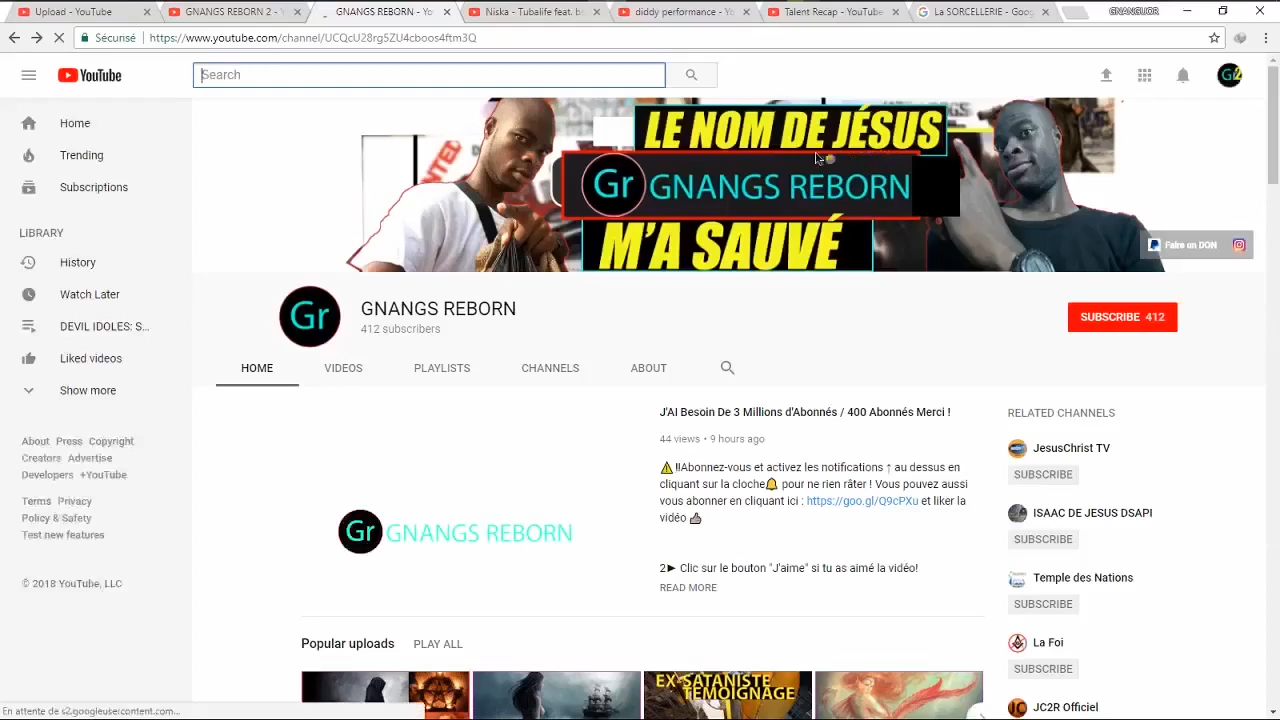 Upload - YouTube
GNANGS REBORN 2 - Y
GNANGS REBORN - Yo
Niska - Tubalife feat. b
diddy performance - Yo
Talent Recap - YouTube
La SORCELLERIE - Goog
GNANGUOR
Sécurisé | https://www.youtube.com/channel/UCQcU28rgSZU4cboos4ftm3Q
YouTube
Search
Gr2
Home
Trending
Subscriptions
LIBRARY
History
Watch Later
DEVIL IDOLES: S...
Liked videos
Show more
About Press Copyright
Creators Advertise
Developers +YouTube
Terms Privacy
Policy & Safety
Test new features
© 2018 YouTube, LLC
LE NOM DE JÉSUS
Gr GNANGS REBORN
M'A SAUVÉ
Faire un DON
Gr
GNANGS REBORN
412 subscribers
SUBSCRIBE 412
HOME VIDEOS PLAYLISTS CHANNELS ABOUT
Gr GNANGS REBORN
J'AI Besoin De 3 Millions d'Abonnés / 400 Abonnés Merci !
44 views • 9 hours ago
⚠️ !!Abonnez-vous et activez les notifications ↑ au dessus en
cliquant sur la cloche🔔 pour ne rien râter ! Vous pouvez aussi
vous abonner en cliquant ici : https://goo.gl/Q9cPXu et liker la
vidéo 👍
2► Clic sur le bouton "J'aime" si tu as aimé la vidéo!
READ MORE
RELATED CHANNELS
JesusChrist TV
SUBSCRIBE
ISAAC DE JESUS DSAPI
SUBSCRIBE
Temple des Nations
SUBSCRIBE
La Foi
SUBSCRIBE
JC2R Officiel
Popular uploads PLAY ALL
EX-SATANISTE
TÉMOIGNAGE
En attente de s2.googleusercontent.com...